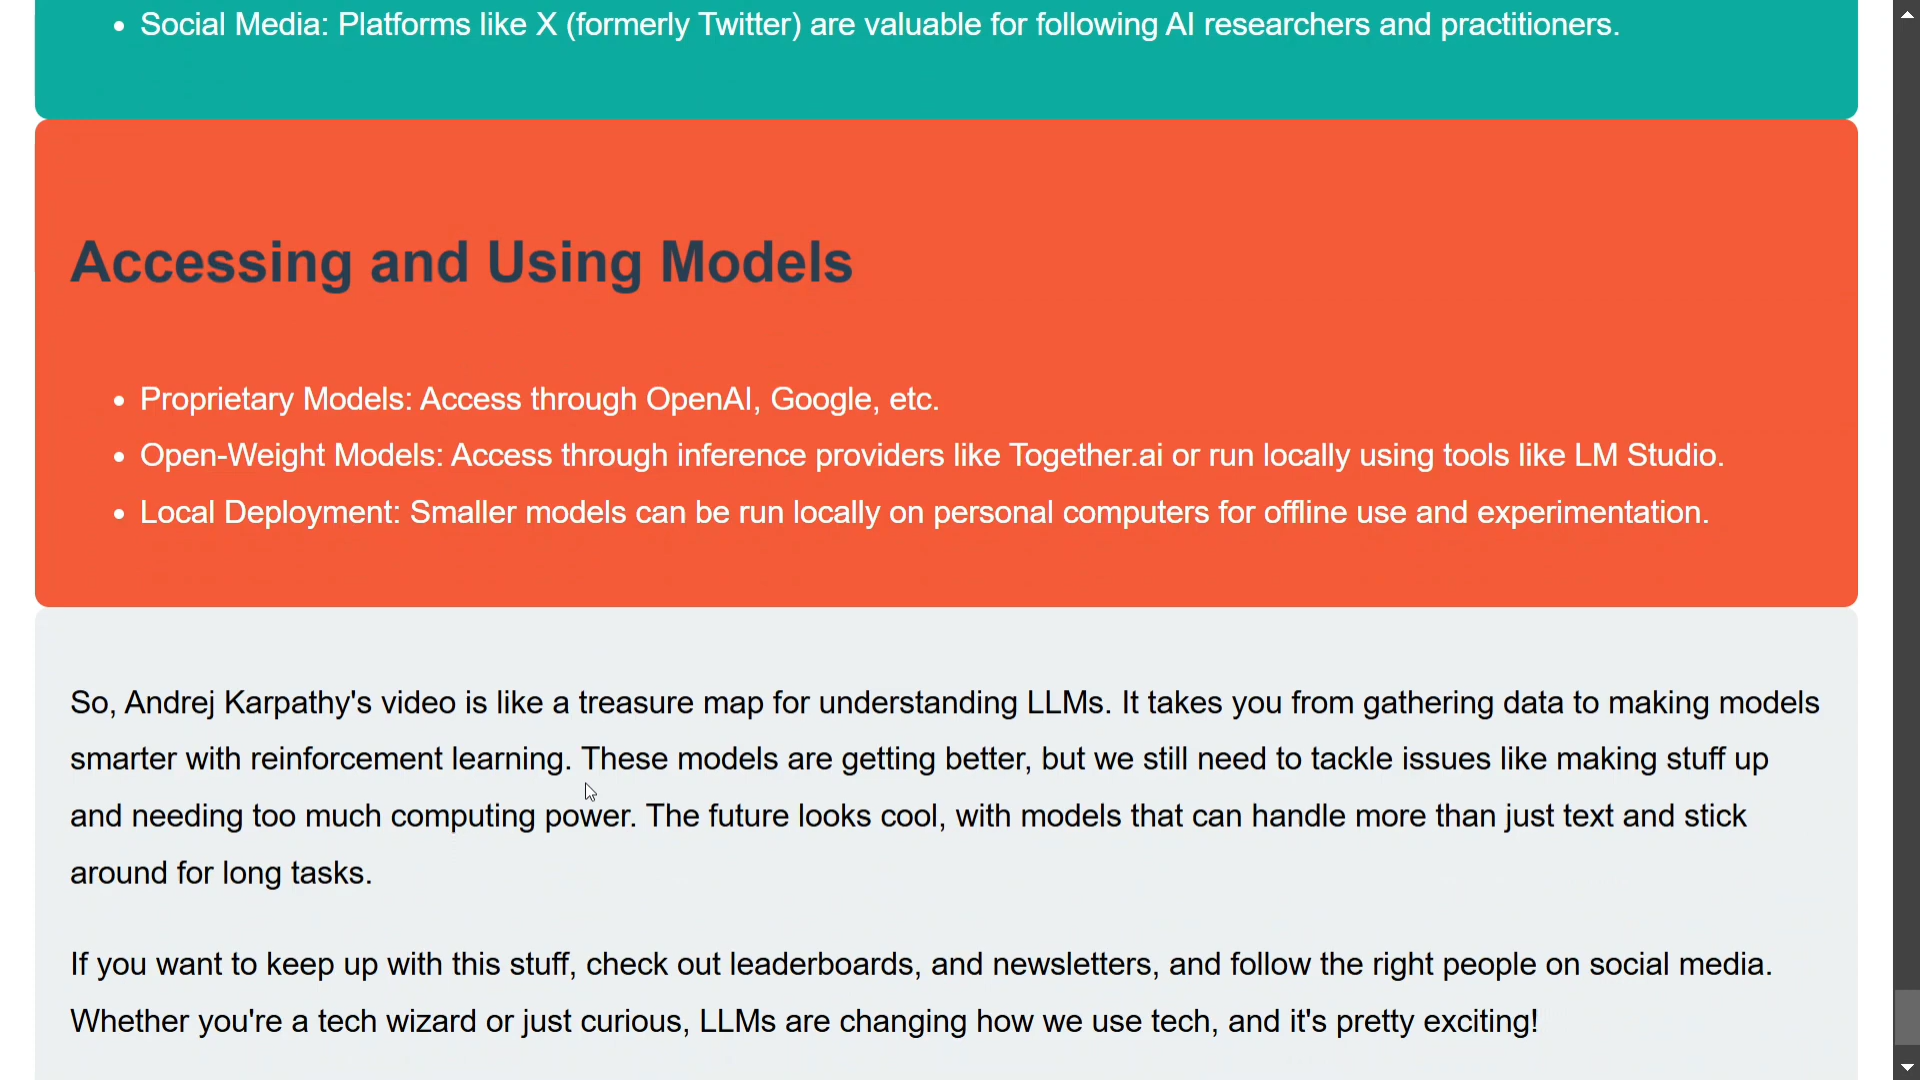 • Social Media: Platforms like X (formerly Twitter) are valuable for following AI researchers and practitioners.
Accessing and Using Models
• Proprietary Models: Access through OpenAI, Google, etc.
• Open-Weight Models: Access through inference providers like Together.ai or run locally using tools like LM Studio.
• Local Deployment: Smaller models can be run locally on personal computers for offline use and experimentation.
So, Andrej Karpathy's video is like a treasure map for understanding LLMs. It takes you from gathering data to making models
smarter with reinforcement learning. These models are getting better, but we still need to tackle issues like making stuff up
and needing too much computing power. The future looks cool, with models that can handle more than just text and stick
around for long tasks.
If you want to keep up with this stuff, check out leaderboards, and newsletters, and follow the right people on social media.
Whether you're a tech wizard or just curious, LLMs are changing how we use tech, and it's pretty exciting!